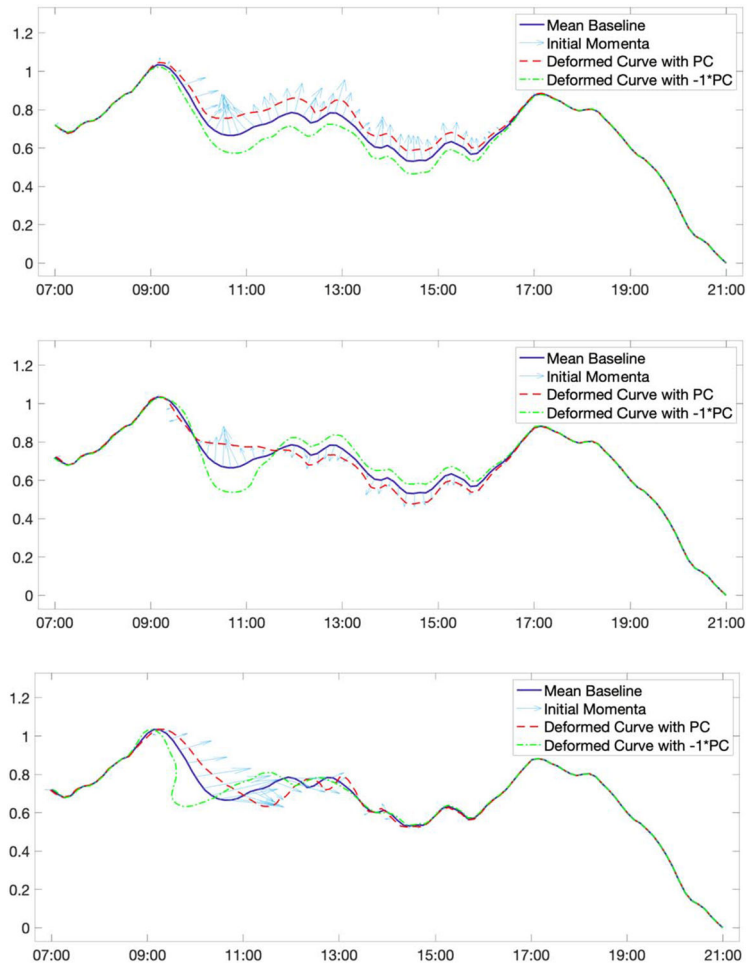 1.2
1
0.8
0.6
0.4
0.2
0
Mean Baseline
Initial Momenta
Deformed Curve with PC
Deformed Curve with -1*PC
07:00 09:00 11:00 13:00 15:00 17:00 19:00 21:00
1.2
1
0.8
0.6
0.4
0.2
0
Mean Baseline
Initial Momenta
Deformed Curve with PC
Deformed Curve with -1*PC
07:00 09:00 11:00 13:00 15:00 17:00 19:00 21:00
1.2
1
0.8
0.6
0.4
0.2
0
Mean Baseline
Initial Momenta
Deformed Curve with PC
Deformed Curve with -1*PC
07:00 09:00 11:00 13:00 15:00 17:00 19:00 21:00